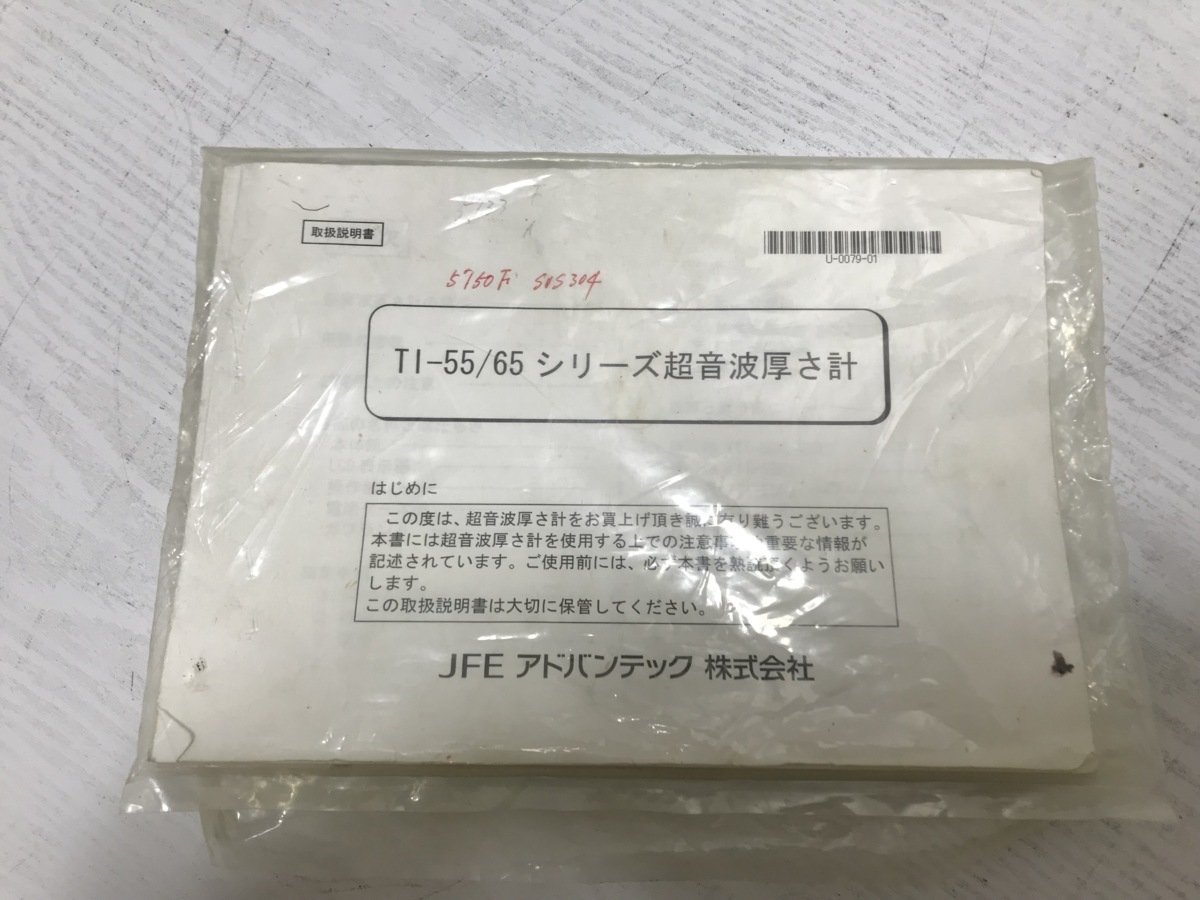 取扱説明書
U-0079-01
SUS304
TI-55/65 シリーズ超音波厚さ計
はじめに
この度は、超音波厚さ計をお買上げ頂き誠に有り難うございます。
本書には超音波厚さ計を使用する上での注意事 重要な情報が
記述されています。ご使用前には、必 本書を熟読頂くようお願い
します。
この取扱説明書は大切に保管してください。
JFE アドバンテック 株式会社